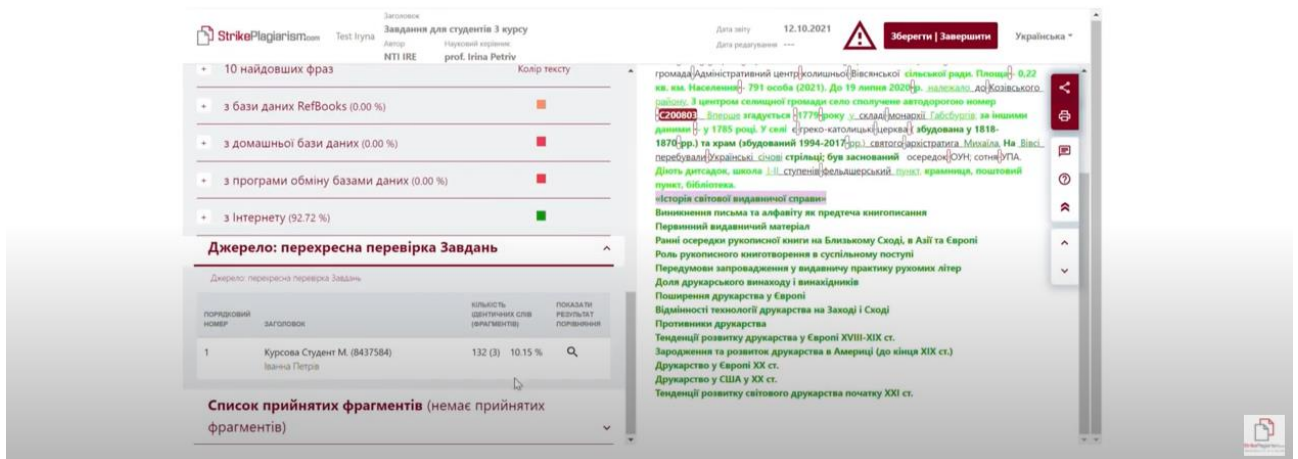 StrikePlagiarism.com
Test Iryna
Заголовок
Завдання для студентів 3 курсу
Автор
NTI IRE
Науковий керівник
prof. Irina Petriv
Дата звіту 12.10.2021
Дата редагування ---
Зберегти | Завершити
Українська
10 найдовших фраз Колір тексту
з бази даних RefBooks (0.00 %)
з домашньої бази даних (0.00 %)
з програми обміну базами даних (0.00 %)
з Інтернету (92.72 %)
Джерело: перехресна перевірка Завдань
Джерело: перехресна перевірка Завдань
ПОРЯДКОВИЙ НОМЕР
ЗАГОЛОВОК
КІЛЬКІСТЬ ІДЕНТИЧНИХ СЛІВ (ФРАГМЕНТІВ)
ПОКАЗАТИ РЕЗУЛЬТАТ ПОРІВНЯННЯ
1 Курсова Студент М. (8437584) 132 (3) 10.15 %
Іванна Петрів
Список прийнятих фрагментів (немає прийнятих
фрагментів)
громада Адміністративний центр колишньої Вівсянської сільської ради. Площа - 0,22
кв. км. Населення - 791 особа (2021). До 19 липня 2020 р. належало до Козівського
району. З центром селищної громади село сполучене автодорогою номер
С200803 Вперше згадується 1779 року у складі монархії Габсбургів за іншими
даними - у 1785 році. У селі є греко-католицькі церква ( збудована у 1818-
1870 рр.) та храм (збудований 1994-2017 рр.) святого архістратига Михаїла. На Вівсі
перебували Українські січові стрільці; був заснований осередок ОУН; сотня УПА.
Діють дитсадок, школа І-ІІ ступенів фельдшерський пункт, крамниця, поштовий
пункт, бібліотека.
«Історія світової видавничої справи»
Виникнення письма та алфавіту як предтеча книгописання
Первинний видавничий матеріал
Ранні осередки рукописної книги на Близькому Сході, в Азії та Європі
Роль рукописного книготворення в суспільному поступі
Передумови запровадження у видавничу практику рухомих літер
Доля друкарського винаходу і винахідників
Поширення друкарства у Європі
Відмінності технології друкарства на Заході і Сході
Противники друкарства
Тенденції розвитку друкарства у Європі XVIII-XIX ст.
Зародження та розвиток друкарства в Америці (до кінця XIX ст.)
Друкарство у Європі XX ст.
Друкарство у США у XX ст.
Тенденції розвитку світового друкарства початку XXI ст.
StrikePlagiarism.com